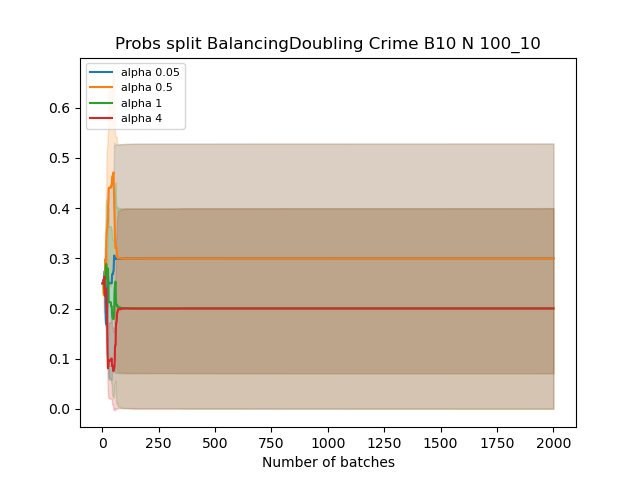 Probs split BalancingDoubling Crime B10 N 100_10
alpha 0.05
alpha 0.5
alpha 1
alpha 4
0.6
0.5
0.4
0.3
0.2
0.1
0.0
0 250 500 750 1000 1250 1500 1750 2000
Number of batches